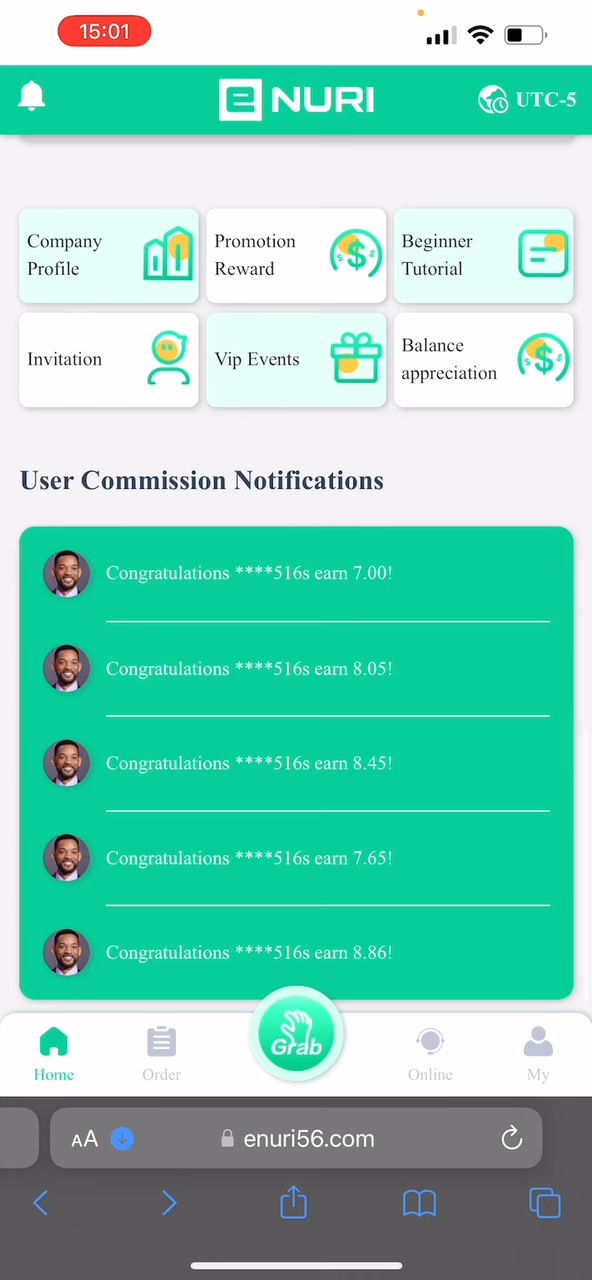 15:01
e NURI
UTC-5
Company
Profile
Promotion
Reward
Beginner
Tutorial
Invitation
Vip Events
Balance
appreciation
User Commission Notifications
Congratulations ****516s earn 7.00!
Congratulations ****516s earn 8.05!
Congratulations ****516s earn 8.45!
Congratulations ****516s earn 7.65!
Congratulations ****516s earn 8.86!
Home
Order
Grab
Online
My
AA
enuri56.com